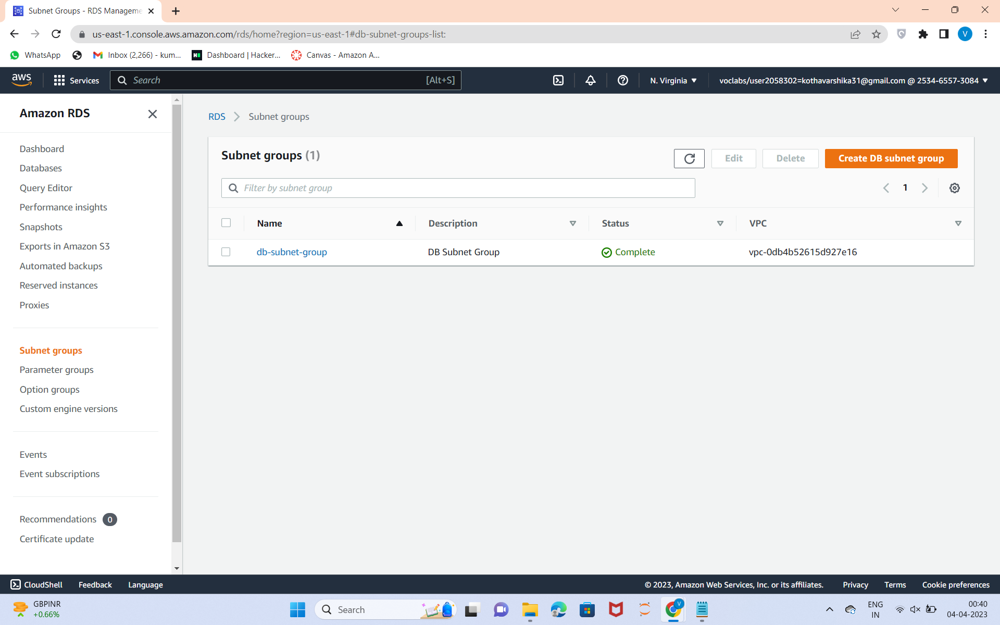 Subnet Groups - RDS Manageme
us-east-1.console.aws.amazon.com/rds/home?region=us-east-1#db-subnet-groups-list:
V
WhatsApp
Inbox (2,266) - kum...
Dashboard | Hacker...
Canvas - Amazon A...
aws
Services
Search
[Alt+S]
N. Virginia
voclabs/user2058302=kothavarshika31@gmail.com @ 2534-6557-3084
Amazon RDS
Dashboard
Databases
Query Editor
Performance insights
Snapshots
Exports in Amazon S3
Automated backups
Reserved instances
Proxies
Subnet groups
Parameter groups
Option groups
Custom engine versions
Events
Event subscriptions
Recommendations 0
Certificate update
RDS > Subnet groups
Subnet groups (1)
Edit
Delete
Create DB subnet group
Filter by subnet group
1
Name Description Status VPC
db-subnet-group DB Subnet Group Complete vpc-0db4b52615d927e16
CloudShell
Feedback
Language
© 2023, Amazon Web Services, Inc. or its affiliates.
Privacy
Terms
Cookie preferences
GBPINR
+0.66%
Search
V
ENG
IN
00:40
04-04-2023